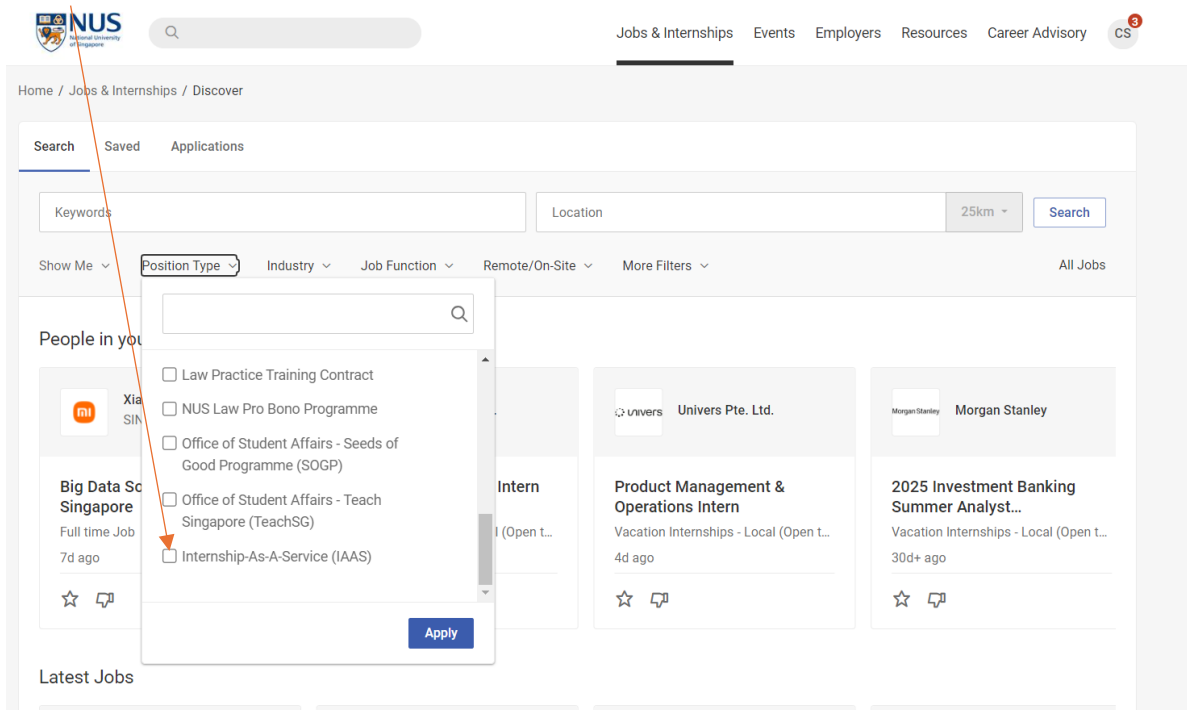 NUS
National University
of Singapore
Jobs & Internships Events Employers Resources Career Advisory CS 3
Home / Jobs & Internships / Discover
Search Saved Applications
Keywords Location 25km Search
Show Me Position Type Industry Job Function Remote/On-Site More Filters All Jobs
People in you
Law Practice Training Contract
NUS Law Pro Bono Programme
Office of Student Affairs - Seeds of
Good Programme (SOGP)
Office of Student Affairs - Teach
Singapore (TeachSG)
Internship-As-A-Service (IAAS)
Apply
mi
Xia
SIN
Big Data So
Singapore
Full time Job
7d ago
Intern
l (Open t...
univers Univers Pte. Ltd.
Product Management &
Operations Intern
Vacation Internships - Local (Open t...
4d ago
Morgan Stanley Morgan Stanley
2025 Investment Banking
Summer Analyst...
Vacation Internships - Local (Open t...
30d+ ago
Latest Jobs